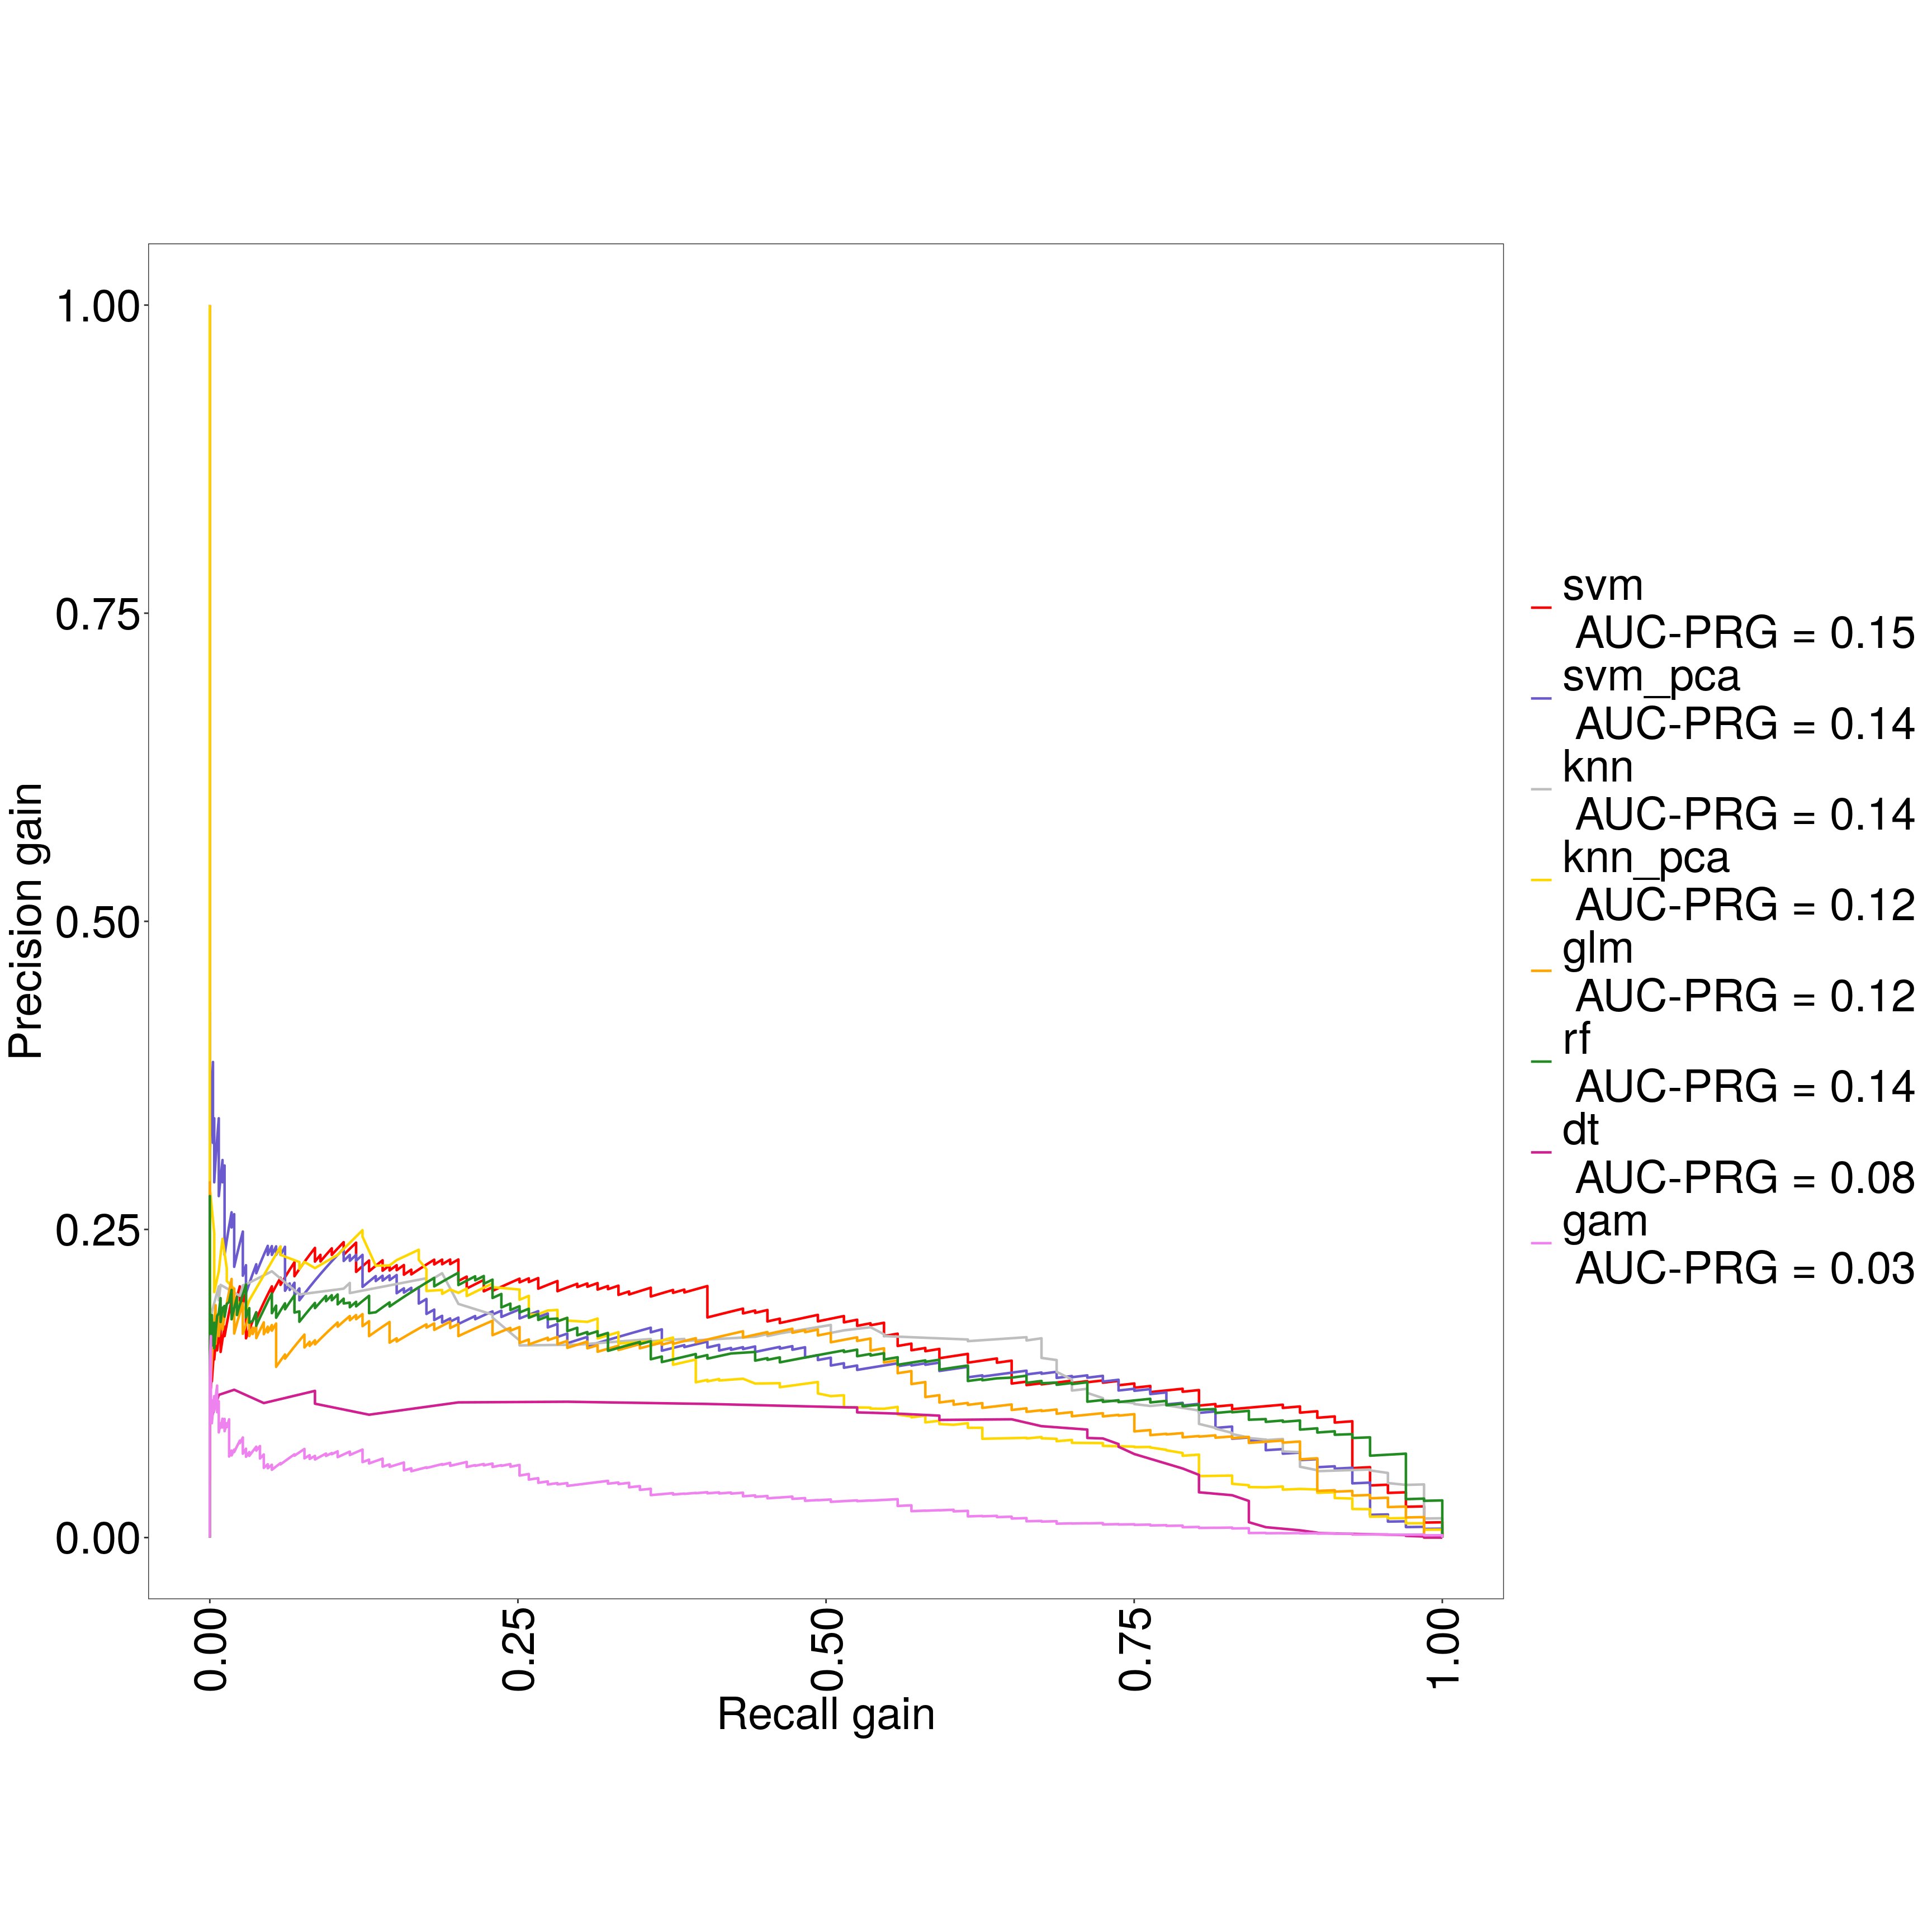 1.00
0.75
0.50
0.25
0.00
Precision gain
0.00
0.25
0.50
0.75
1.00
Recall gain
svm
AUC-PRG = 0.15
svm_pca
AUC-PRG = 0.14
knn
AUC-PRG = 0.14
knn_pca
AUC-PRG = 0.12
glm
AUC-PRG = 0.12
rf
AUC-PRG = 0.14
dt
AUC-PRG = 0.08
gam
AUC-PRG = 0.03